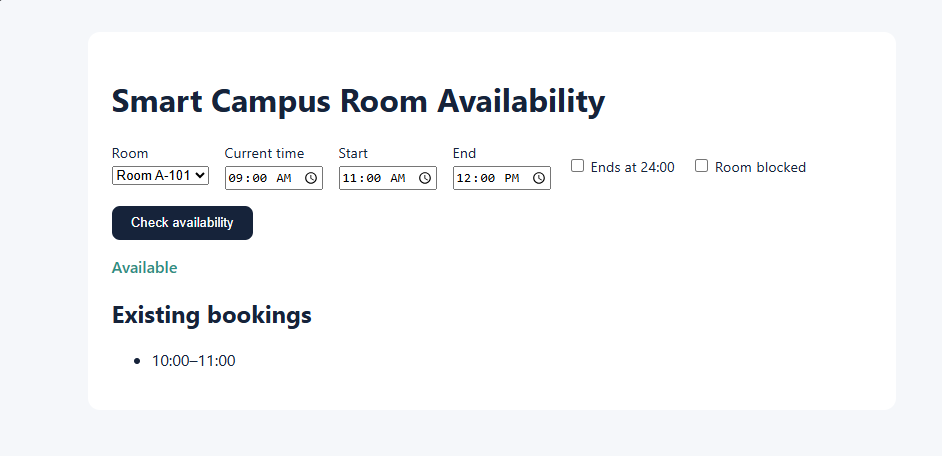 Smart Campus Room Availability
Room Current time Start End
Room A-101 09:00 AM 11:00 AM 12:00 PM Ends at 24:00 Room blocked
Check availability
Available
Existing bookings
10:00–11:00